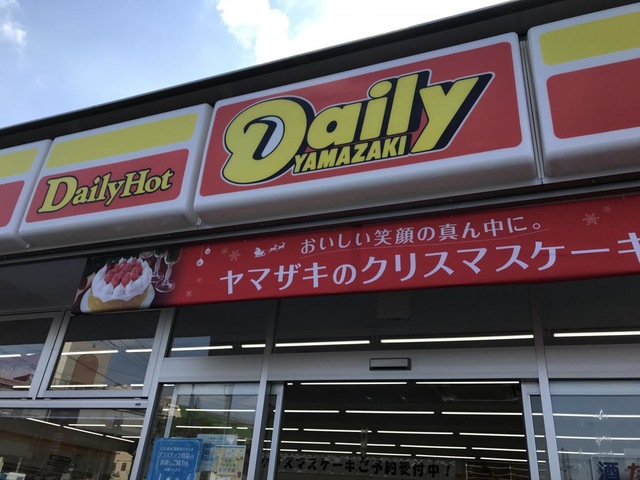 Daily
YAMAZAKI
DailyHot
おいしい笑顔の真ん中に。
ヤマザキのクリスマスケーキ
スマスケーキご予約受付中!
酒